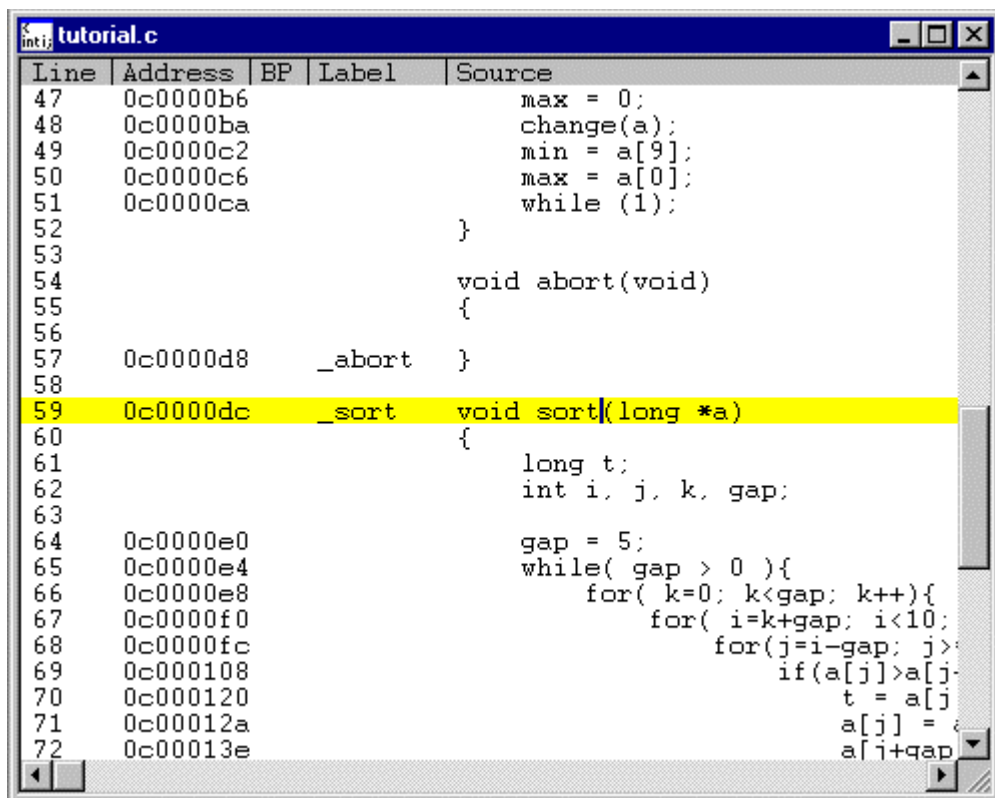 tutorial.c
Line Address BP Label Source
47 0c0000b6 max = 0;
48 0c0000ba change(a);
49 0c0000c2 min = a[9];
50 0c0000c6 max = a[0];
51 0c0000ca while (1);
52 }
53
54 void abort(void)
55 {
56
57 0c0000d8 _abort }
58
59 0c0000dc _sort void sort(long *a)
60 {
61 long t;
62 int i, j, k, gap;
63
64 0c0000e0 gap = 5;
65 0c0000e4 while( gap > 0 ){
66 0c0000e8 for( k=0; k<gap; k++){
67 0c0000f0 for( i=k+gap; i<10;
68 0c0000fc for(j=i-gap; j>=
69 0c000108 if(a[j]>a[j
70 0c000120 t = a[j
71 0c00012a a[j] =
72 0c00013e a[j+gap